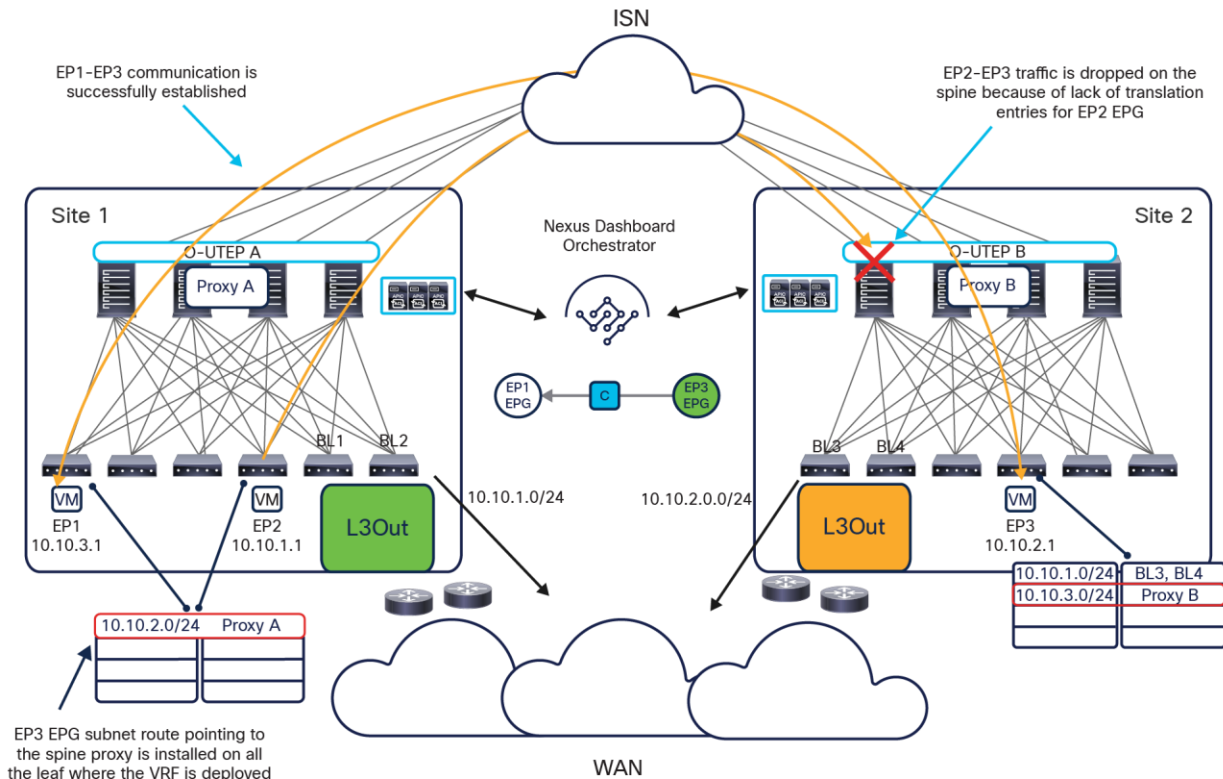 ISN
EP1-EP3 communication is
successfully established
EP2-EP3 traffic is dropped on the
spine because of lack of translation
entries for EP2 EPG
Site 1
Site 2
Nexus Dashboard
Orchestrator
O-UTEP A
O-UTEP B
Proxy A
Proxy B
APIC
APIC
APIC
APIC
APIC
APIC
EP1
EPG
C
EP3
EPG
BL1
BL2
BL3
BL4
VM
EP1
10.10.3.1
VM
EP2
10.10.1.1
L3Out
10.10.1.0/24
10.10.2.0.0/24
L3Out
VM
EP3
10.10.2.1
10.10.1.0/24 BL3, BL4
10.10.3.0/24 Proxy B
10.10.2.0/24 Proxy A
EP3 EPG subnet route pointing to
the spine proxy is installed on all
the leaf where the VRF is deployed
WAN